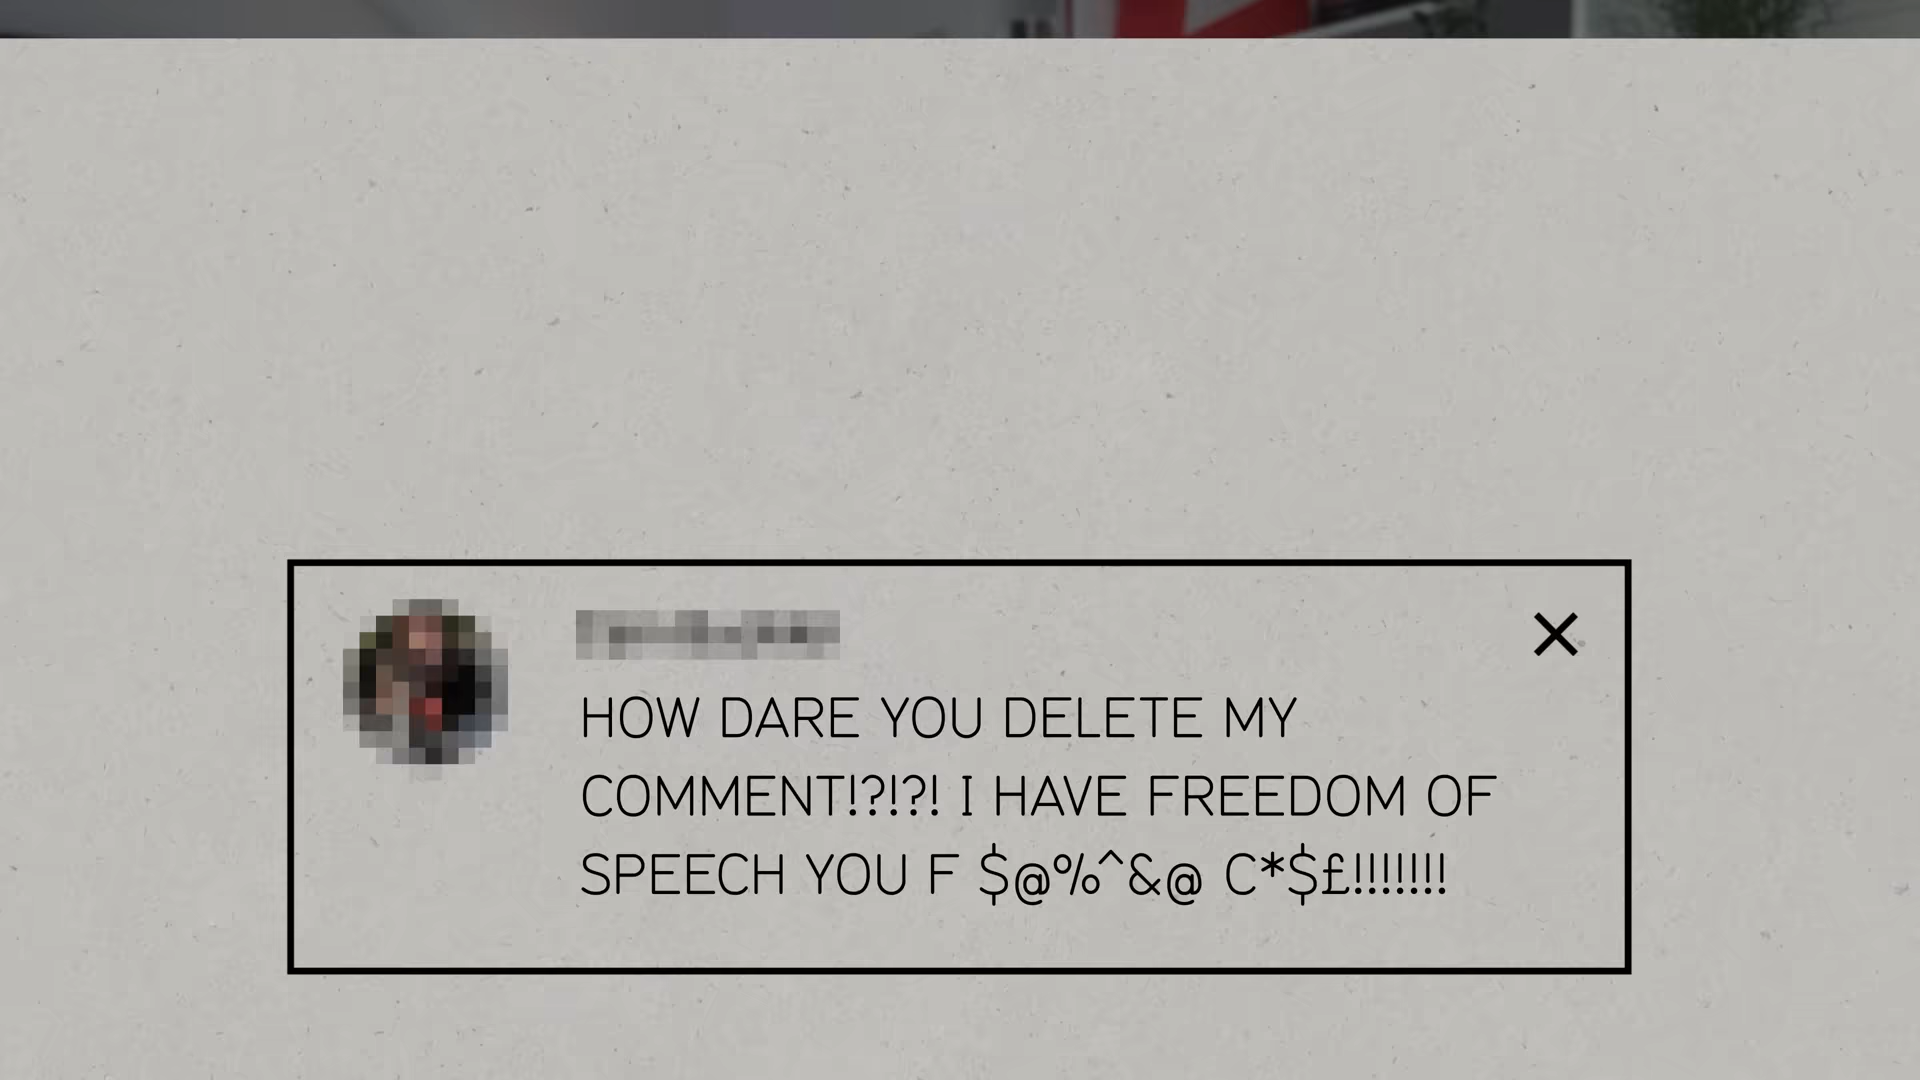 HOW DARE YOU DELETE MY
COMMENT!?!?! I HAVE FREEDOM OF
SPEECH YOU F $@%^&@ C*$£!!!!!!!